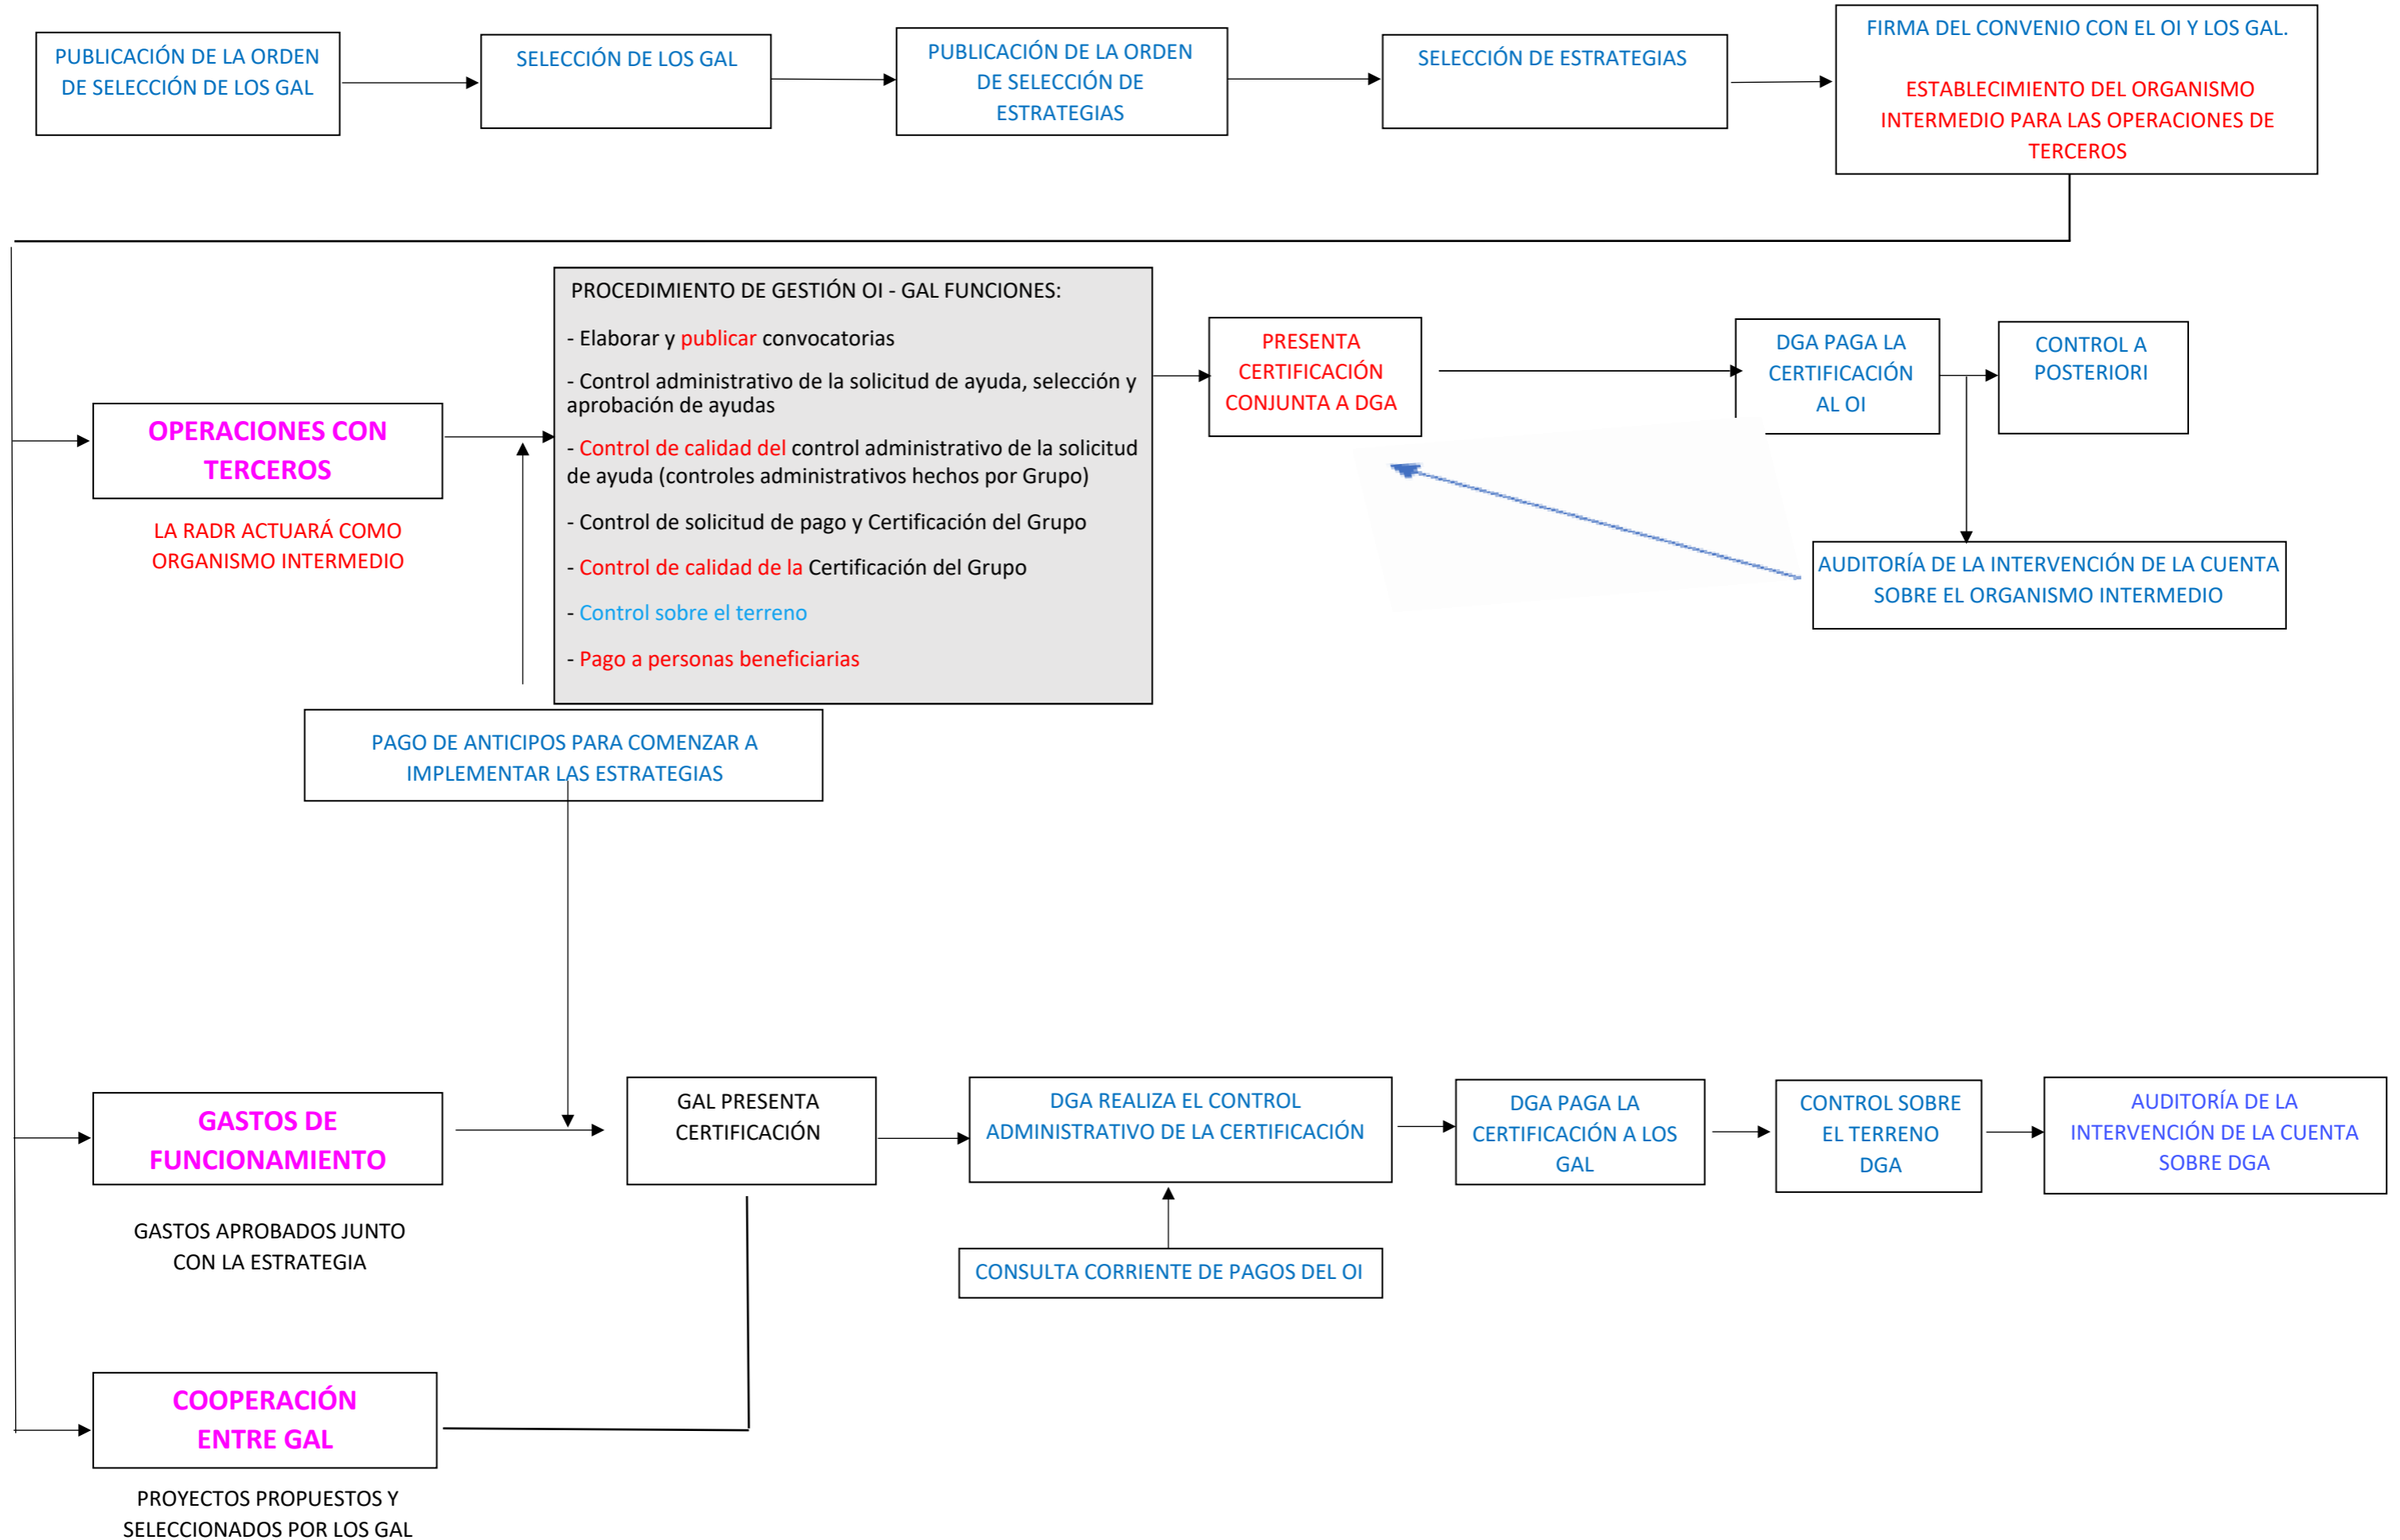 PUBLICACIÓN DE LA ORDEN
DE SELECCIÓN DE LOS GAL
SELECCIÓN DE LOS GAL
PUBLICACIÓN DE LA ORDEN
DE SELECCIÓN DE
ESTRATEGIAS
SELECCIÓN DE ESTRATEGIAS
FIRMA DEL CONVENIO CON EL OI Y LOS GAL.
ESTABLECIMIENTO DEL ORGANISMO
INTERMEDIO PARA LAS OPERACIONES DE
TERCEROS
OPERACIONES CON
TERCEROS
LA RADR ACTUARÁ COMO
ORGANISMO INTERMEDIO
PROCEDIMIENTO DE GESTIÓN OI - GAL FUNCIONES:
- Elaborar y publicar convocatorias
- Control administrativo de la solicitud de ayuda, selección y
aprobación de ayudas
- Control de calidad del control administrativo de la solicitud
de ayuda (controles administrativos hechos por Grupo)
- Control de solicitud de pago y Certificación del Grupo
- Control de calidad de la Certificación del Grupo
- Control sobre el terreno
- Pago a personas beneficiarias
PRESENTA
CERTIFICACIÓN
CONJUNTA A DGA
DGA PAGA LA
CERTIFICACIÓN
AL OI
CONTROL A
POSTERIORI
AUDITORÍA DE LA INTERVENCIÓN DE LA CUENTA
SOBRE EL ORGANISMO INTERMEDIO
PAGO DE ANTICIPOS PARA COMENZAR A
IMPLEMENTAR LAS ESTRATEGIAS
GASTOS DE
FUNCIONAMIENTO
GASTOS APROBADOS JUNTO
CON LA ESTRATEGIA
GAL PRESENTA
CERTIFICACIÓN
DGA REALIZA EL CONTROL
ADMINISTRATIVO DE LA CERTIFICACIÓN
CONSULTA CORRIENTE DE PAGOS DEL OI
DGA PAGA LA
CERTIFICACIÓN A LOS
GAL
CONTROL SOBRE
EL TERRENO
DGA
AUDITORÍA DE LA
INTERVENCIÓN DE LA CUENTA
SOBRE DGA
COOPERACIÓN
ENTRE GAL
PROYECTOS PROPUESTOS Y
SELECCIONADOS POR LOS GAL